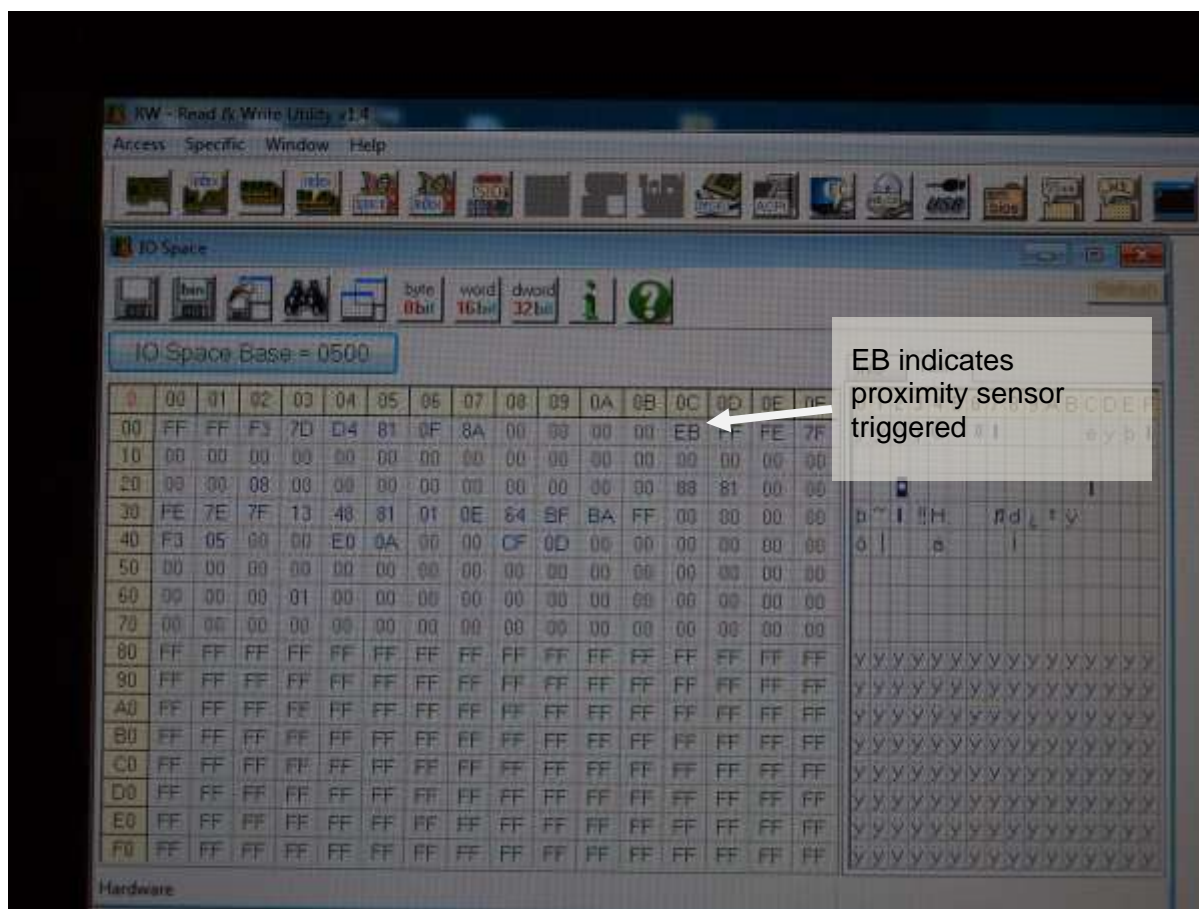 RW - Read & Write Utility v1.4
Access Specific Window Help
IO Space
byte 8bit word 16bit dword 32bit
Refresh
IO Space Base = 0500
EB indicates
proximity sensor
triggered
00 01 02 03 04 05 06 07 08 09 0A 0B 0C 0D 0E 0F
00 FF FF F3 7D D4 81 0F 8A 00 00 00 00 EB FF FE 7F
10 00 00 00 00 00 00 00 00 00 00 00 00 00 00 00 00
20 00 00 08 00 00 00 00 00 00 00 00 00 88 81 00 00
30 FE 7E 7F 13 48 81 01 0E 64 BF BA FF 00 00 00 00
40 F3 05 00 00 E0 0A 00 00 CF 0D 00 00 00 00 00 00
50 00 00 00 00 00 00 00 00 00 00 00 00 00 00 00 00
60 00 00 00 01 00 00 00 00 00 00 00 00 00 00 00 00
70 00 00 00 00 00 00 00 00 00 00 00 00 00 00 00 00
80 FF FF FF FF FF FF FF FF FF FF FF FF FF FF FF FF
90 FF FF FF FF FF FF FF FF FF FF FF FF FF FF FF FF
A0 FF FF FF FF FF FF FF FF FF FF FF FF FF FF FF FF
B0 FF FF FF FF FF FF FF FF FF FF FF FF FF FF FF FF
C0 FF FF FF FF FF FF FF FF FF FF FF FF FF FF FF FF
D0 FF FF FF FF FF FF FF FF FF FF FF FF FF FF FF FF
E0 FF FF FF FF FF FF FF FF FF FF FF FF FF FF FF FF
F0 FF FF FF FF FF FF FF FF FF FF FF FF FF FF FF FF
Hardware